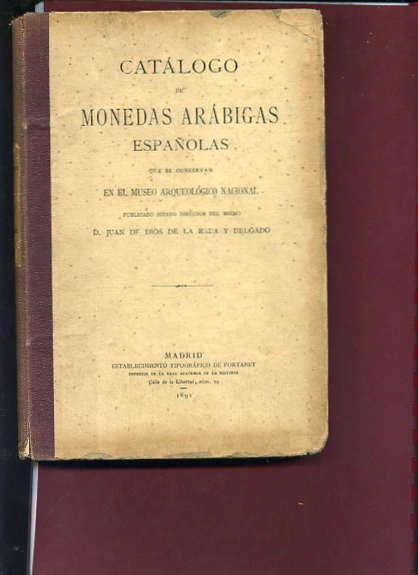 CATÁLOGO
DE
MONEDAS ARÁBIGAS
ESPAÑOLAS
QUE SE CONSERVAN
EN EL MUSEO ARQUEOLÓGICO NACIONAL
PUBLICADO SIENDO DIRECTOR DEL MISMO
D. JUAN DE DIOS DE LA RADA Y DELGADO
MADRID
ESTABLECIMIENTO TIPOGRÁFICO DE FORTANET
IMPRESOR DE LA REAL ACADEMIA DE LA HISTORIA
Calle de la Libertad, núm. 29
1892